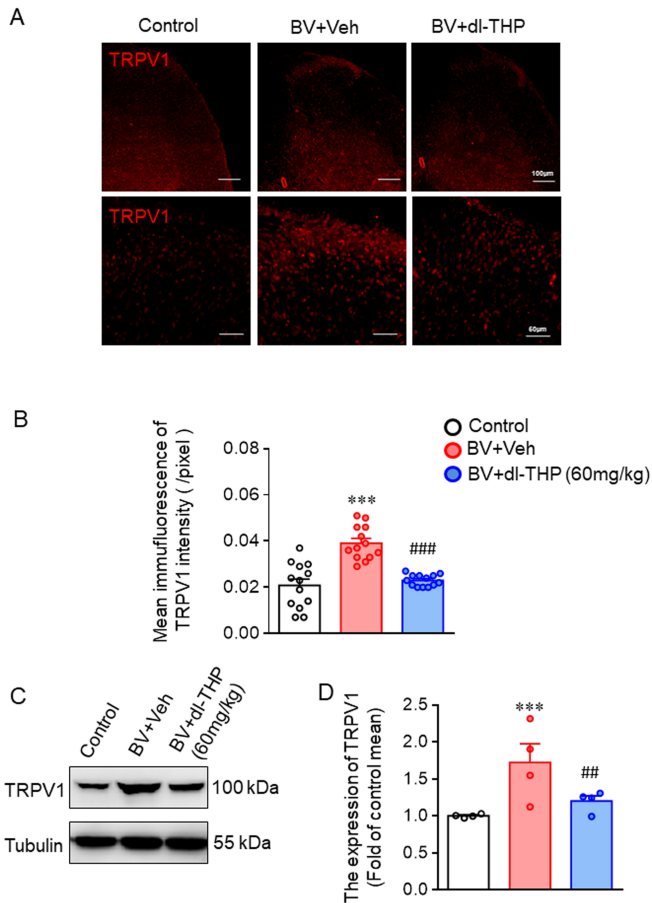 A
Control
BV+Veh
BV+dl-THP
TRPV1
100µm
TRPV1
50µm
B
Mean immufluorescence of
TRPV1 intensity ( /pixel )
0.08
0.06
0.04
0.02
0.00
***
###
Control
BV+Veh
BV+dl-THP (60mg/kg)
C
Control
BV+Veh
BV+dl-THP
(60mg/kg)
TRPV1
100 kDa
Tubulin
55 kDa
D
The expression of TRPV1
(Fold of control mean)
2.5
2.0
1.5
1.0
0.5
0.0
***
##